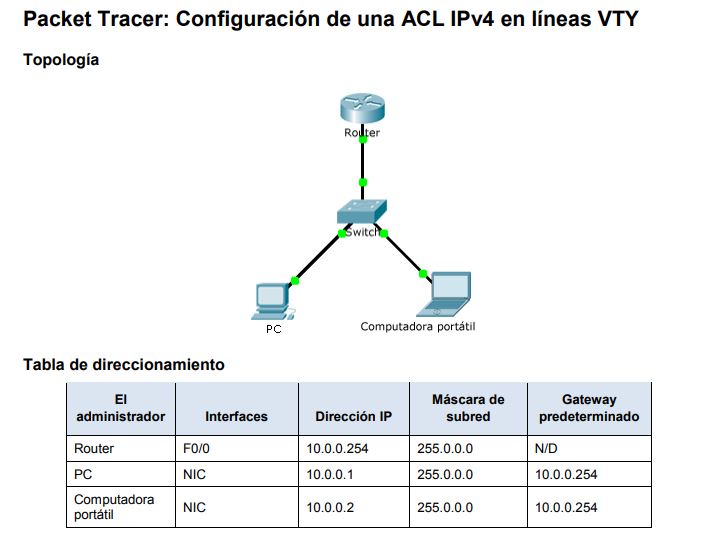 Packet Tracer: Configuración de una ACL IPv4 en líneas VTY
Topología
Router
Switch
PC
Computadora portátil
Tabla de direccionamiento
El administrador Interfaces Dirección IP Máscara de subred Gateway predeterminado
Router F0/0 10.0.0.254 255.0.0.0 N/D
PC NIC 10.0.0.1 255.0.0.0 10.0.0.254
Computadora portátil NIC 10.0.0.2 255.0.0.0 10.0.0.254